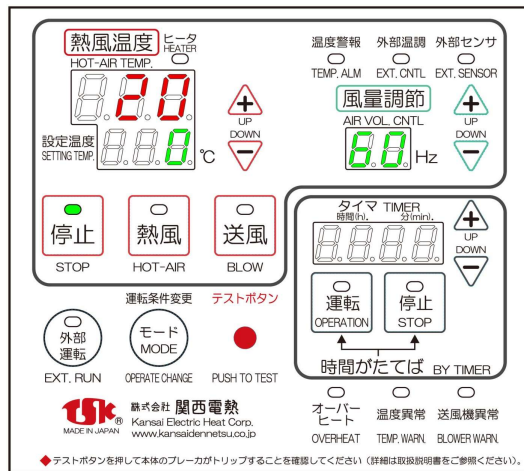 熱風温度 ヒータ HEATER
HOT-AIR TEMP.
20
設定温度 SETTING TEMP. 0 ℃
UP
DOWN
温度警報 外部温調 外部センサ
TEMP. ALM EXT. CNTL EXT. SENSOR
風量調節
AIR VOL. CNTL
60 Hz
UP
DOWN
停止 熱風 送風
STOP HOT-AIR BLOW
タイマ TIMER
時間(h). 分(min).
8.8.8.8.
UP
DOWN
運転 OPERATION
停止 STOP
時間がたてば BY TIMER
運転条件変更 テストボタン
外部運転 モード MODE
EXT. RUN OPERATE CHANGE PUSH TO TEST
オーバーヒート 温度異常 送風機異常
OVERHEAT TEMP. WARN. BLOWER WARN.
TSK
MADE IN JAPAN
株式会社 関西電熱
Kansai Electric Heat Corp.
www.kansaidennetsu.co.jp
◆テストボタンを押して本体のブレーカがトリップすることを確認してください(詳細は取扱説明書をご参照ください)。